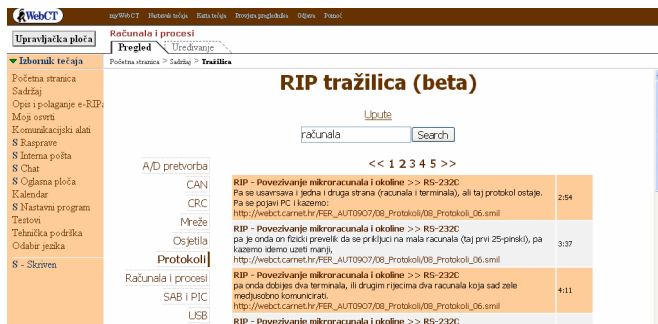 WebCT
myWebCT Nastavak tečaja Karta tečaja Provjera preglednika Odjava Pomoć
Upravljačka ploča
Računala i procesi
Pregled Uređivanje
Izbornik tečaja
Početna stranica > Sadržaj > Tražilica
Početna stranica
Sadržaj
Opis i polaganje e-RIPa
Moji osvrti
Komunikacijski alati
S Rasprave
S Interna pošta
S Chat
S Oglasna ploča
Kalendar
S Nastavni program
Testovi
Tehnička podrška
Odabir jezika
S - Skriven
RIP tražilica (beta)
Upute
računala Search
<< 1 2 3 4 5 >>
A/D pretvorba
CAN
CRC
Mreže
Osjetila
Protokoli
Računala i procesi
SAB i PIC
USB
RIP - Povezivanje mikroracunala i okoline >> RS-232C
Pa se usavrsava i jedna i druga strana (racunala i terminala), ali taj protokol ostaje.
Pa se pojavi PC i kazemo:
http://webct.carnet.hr/FER_AUT0907/08_Protokoli/08_Protokoli_06.smil
2:54
RIP - Povezivanje mikroracunala i okoline >> RS-232C
pa je onda on fizicki prevelik da se prikljuci na mala racunala (taj prvi 25-pinski), pa
kazemo idemo uzeti manji,
http://webct.carnet.hr/FER_AUT0907/08_Protokoli/08_Protokoli_06.smil
3:37
RIP - Povezivanje mikroracunala i okoline >> RS-232C
pa onda dobijes dva terminala, ili drugim rijecima dva racunala koja sad zele
medjusobno komunicirati.
http://webct.carnet.hr/FER_AUT0907/08_Protokoli/08_Protokoli_06.smil
4:11
RIP - Povezivanje mikroracunala i okoline >> RS-232C